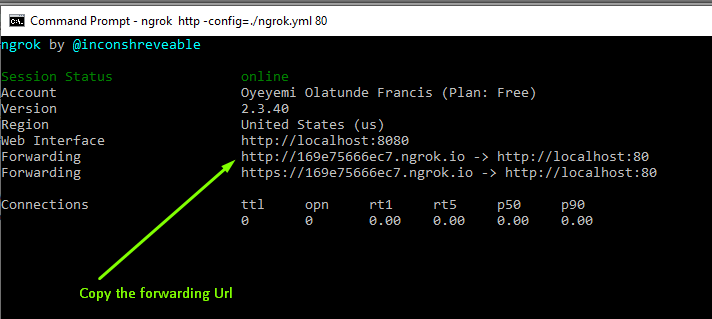 Command Prompt - ngrok  http -config=./ngrok.yml 80
ngrok by @inconshreveable
Session Status online
Account Oyeyemi Olatunde Francis (Plan: Free)
Version 2.3.40
Region United States (us)
Web Interface http://localhost:8080
Forwarding http://169e75666ec7.ngrok.io -> http://localhost:80
Forwarding https://169e75666ec7.ngrok.io -> http://localhost:80
Connections ttl opn rt1 rt5 p50 p90
0 0 0.00 0.00 0.00 0.00
Copy the forwarding Url